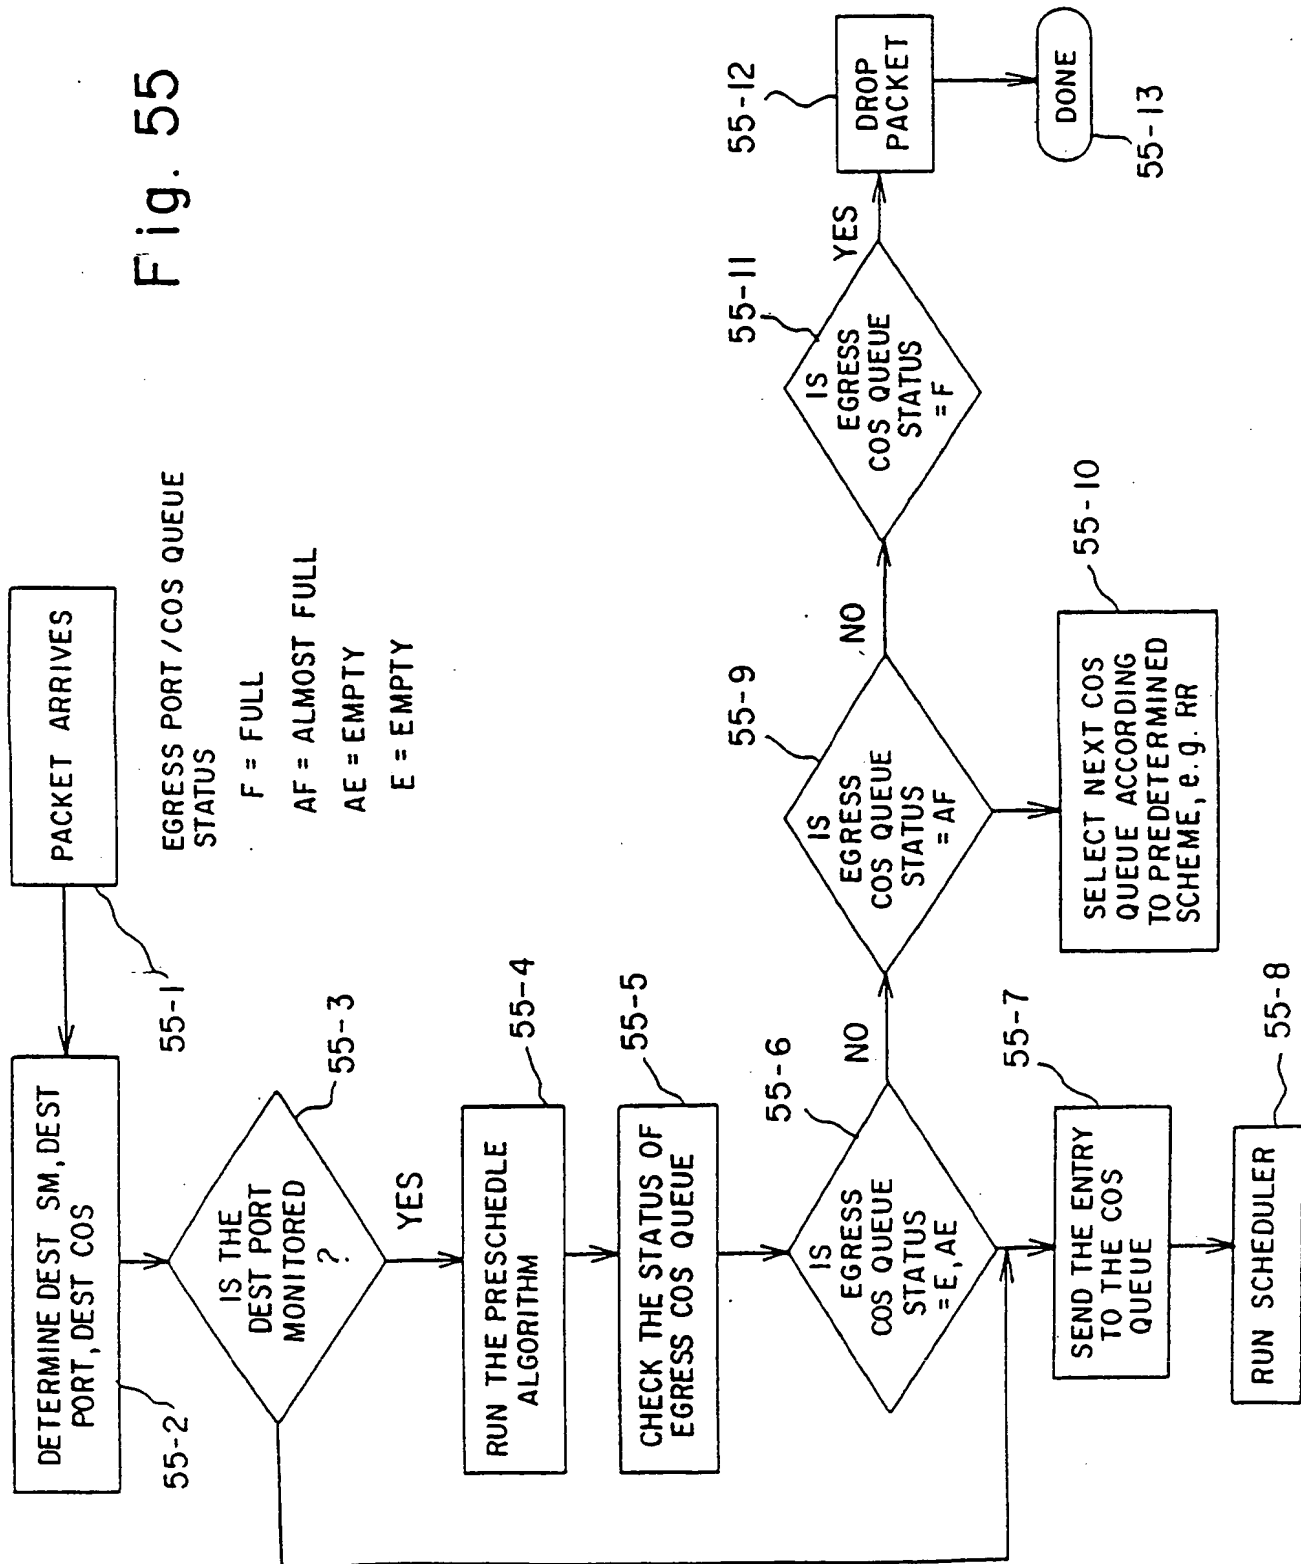 Fig. 55
PACKET ARRIVES
55-1
EGRESS PORT/COS QUEUE
STATUS
F = FULL
AF = ALMOST FULL
AE = EMPTY
E = EMPTY
DETERMINE DEST SM, DEST
PORT, DEST COS
55-2
IS THE
DEST PORT
MONITORED
?
55-3
YES
RUN THE PRESCHEDLE
ALGORITHM
55-4
CHECK THE STATUS OF
EGRESS COS QUEUE
55-5
IS
EGRESS
COS QUEUE
STATUS
= E, AE
55-6
NO
SEND THE ENTRY
TO THE COS
QUEUE
55-7
RUN SCHEDULER
55-8
IS
EGRESS
COS QUEUE
STATUS
= AF
55-9
NO
SELECT NEXT COS
QUEUE ACCORDING
TO PREDETERMINED
SCHEME, e.g. RR
55-10
IS
EGRESS
COS QUEUE
STATUS
= F
55-11
YES
DROP
PACKET
55-12
DONE
55-13